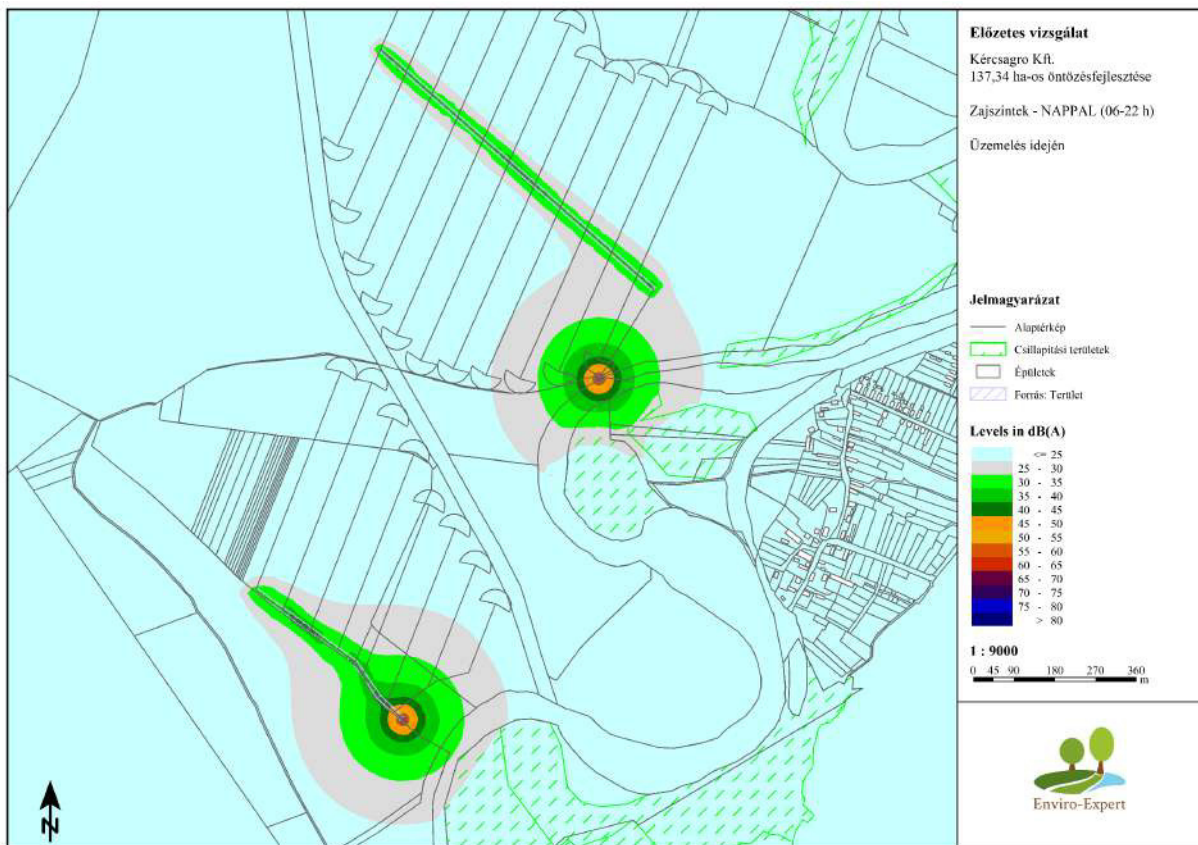 Előzetes vizsgálat
Kércsagro Kft.
137,34 ha-os öntözésfejlesztése
Zajszintek - NAPPAL (06-22 h)
Üzemelés idején
Jelmagyarázat
Alaptérkép
Csillapítási területek
Épületek
Forrás: Terület
Levels in dB(A)
<= 25
25 - 30
30 - 35
35 - 40
40 - 45
45 - 50
50 - 55
55 - 60
60 - 65
65 - 70
70 - 75
75 - 80
> 80
1 : 9000
0 45 90 180 270 360
m
Enviro-Expert
N